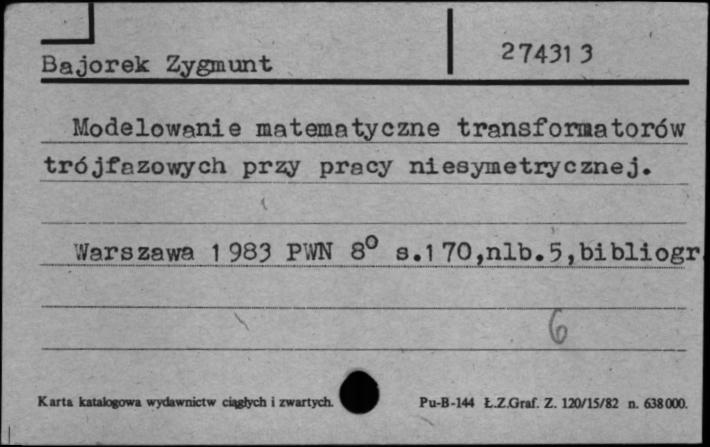 Bajorek Zygmunt 274313
Modelowanie matematyczne transformatorów
trójfazowych przy pracy niesymetrycznej.
Warszawa 1983 PWN 8° s.170,nlb.5,bibliogr.
6
Karta katalogowa wydawnictw ciągłych i zwartych. Pu-B-144 Ł.Z.Graf. Z. 120/15/82 n. 638000.